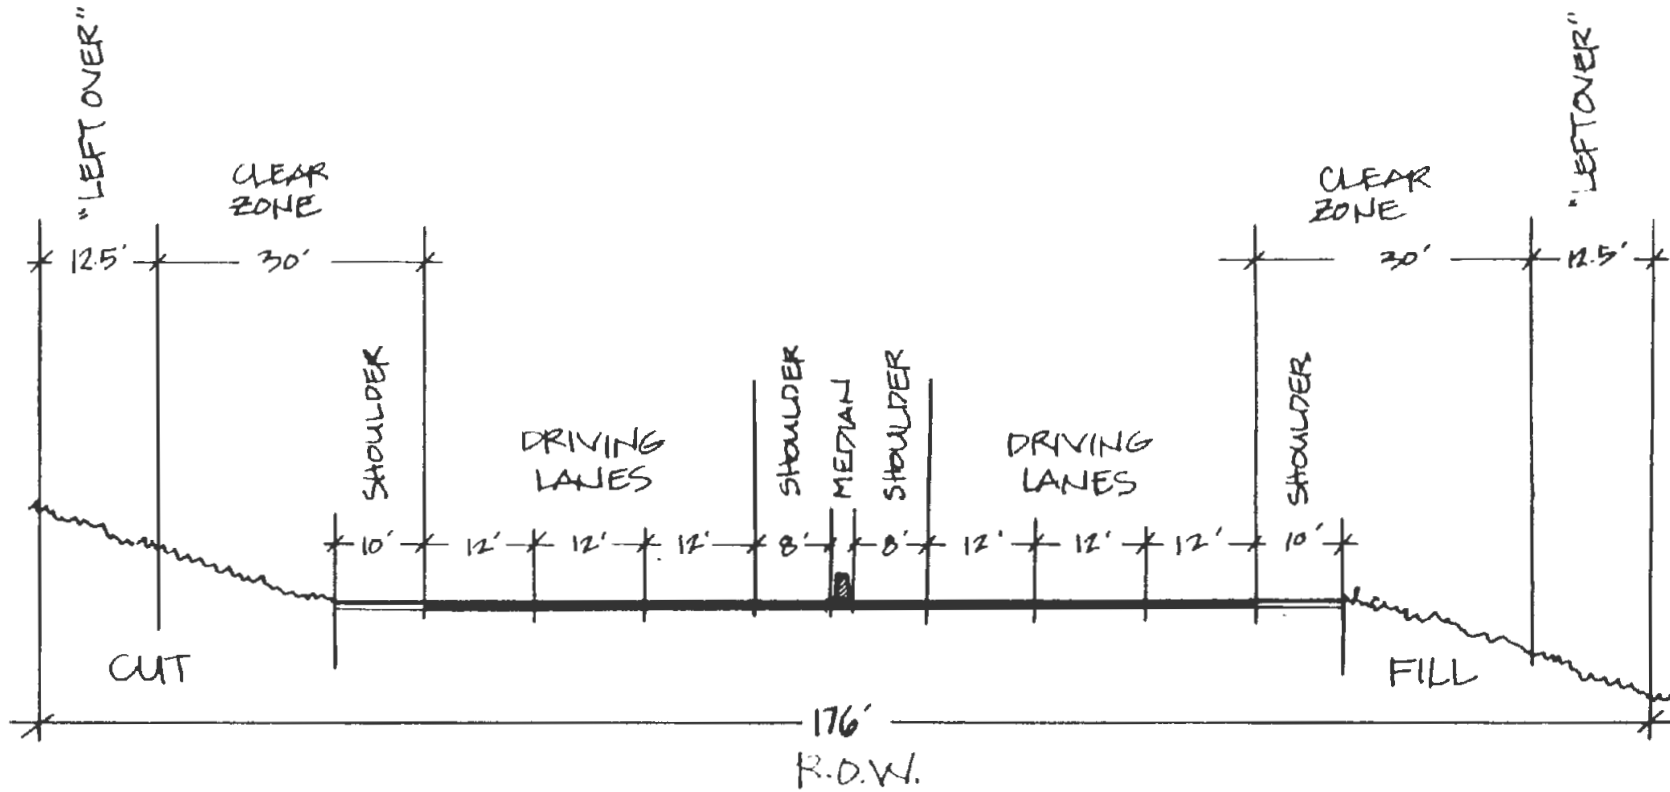 "LEFT OVER"
CLEAR
ZONE
CLEAR
ZONE
"LEFTOVER"
12.5'
30'
30'
12.5'
SHOULDER
DRIVING
LANES
SHOULDER
MEDIAN
SHOULDER
DRIVING
LANES
SHOULDER
10'
12'
12'
12'
8'
8'
12'
12'
12'
10'
CUT
FILL
176'
R.O.W.